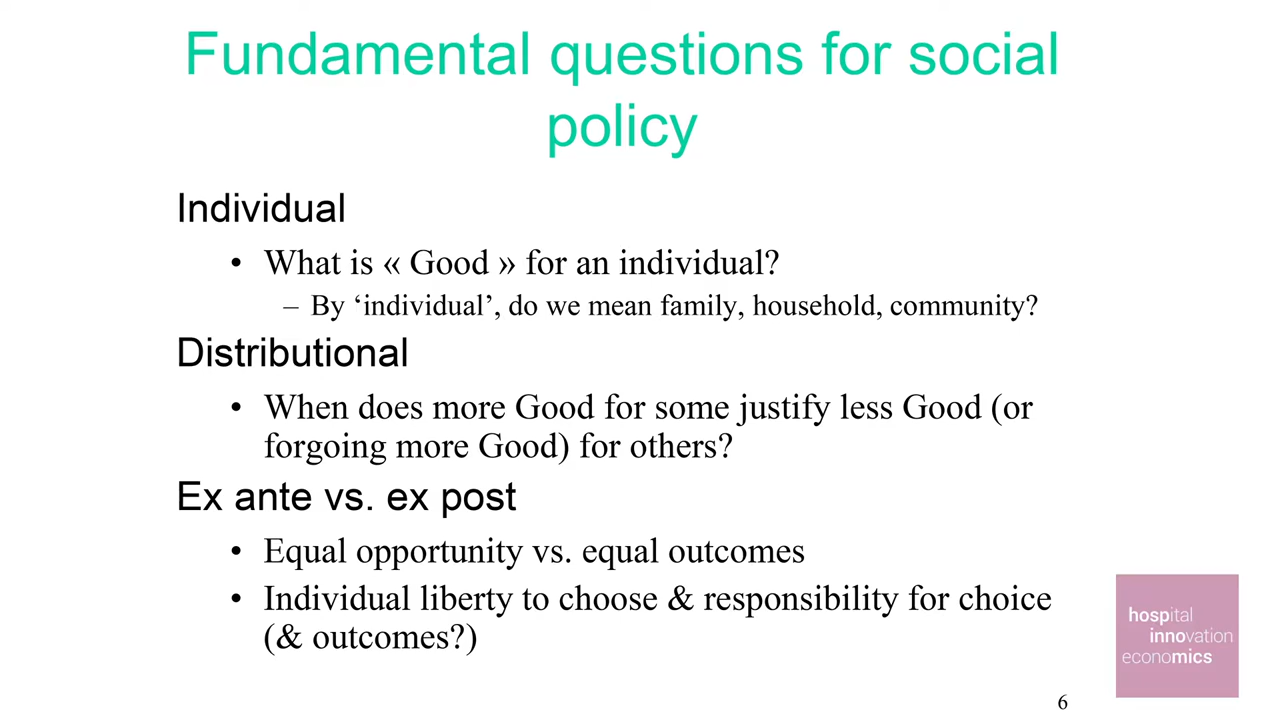 Fundamental questions for social
policy
Individual
• What is « Good » for an individual?
– By ‘individual’, do we mean family, household, community?
Distributional
• When does more Good for some justify less Good (or
forgoing more Good) for others?
Ex ante vs. ex post
• Equal opportunity vs. equal outcomes
• Individual liberty to choose & responsibility for choice
(& outcomes?)
hospital
innovation
economics
6